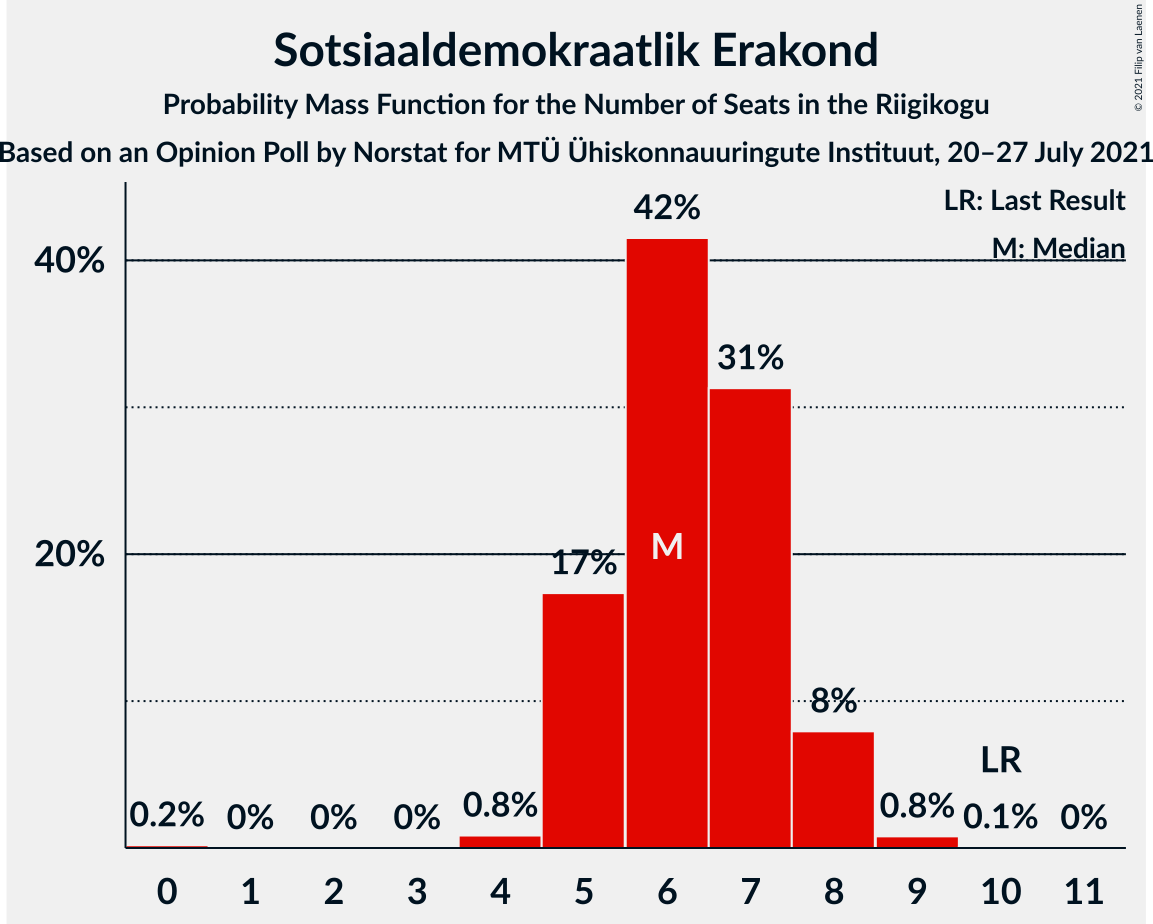 Sotsiaaldemokraatlik Erakond
Probability Mass Function for the Number of Seats in the Riigikogu
Based on an Opinion Poll by Norstat for MTÜ Ühiskonnauuringute Instituut, 20–27 July 2021
© 2021 Filip van Laenen
LR: Last Result
M: Median
42%
40%
31%
M
20%
17%
8%
LR
0.2% 0% 0% 0% 0.8% 0.8% 0.1% 0%
0 1 2 3 4 5 6 7 8 9 10 11